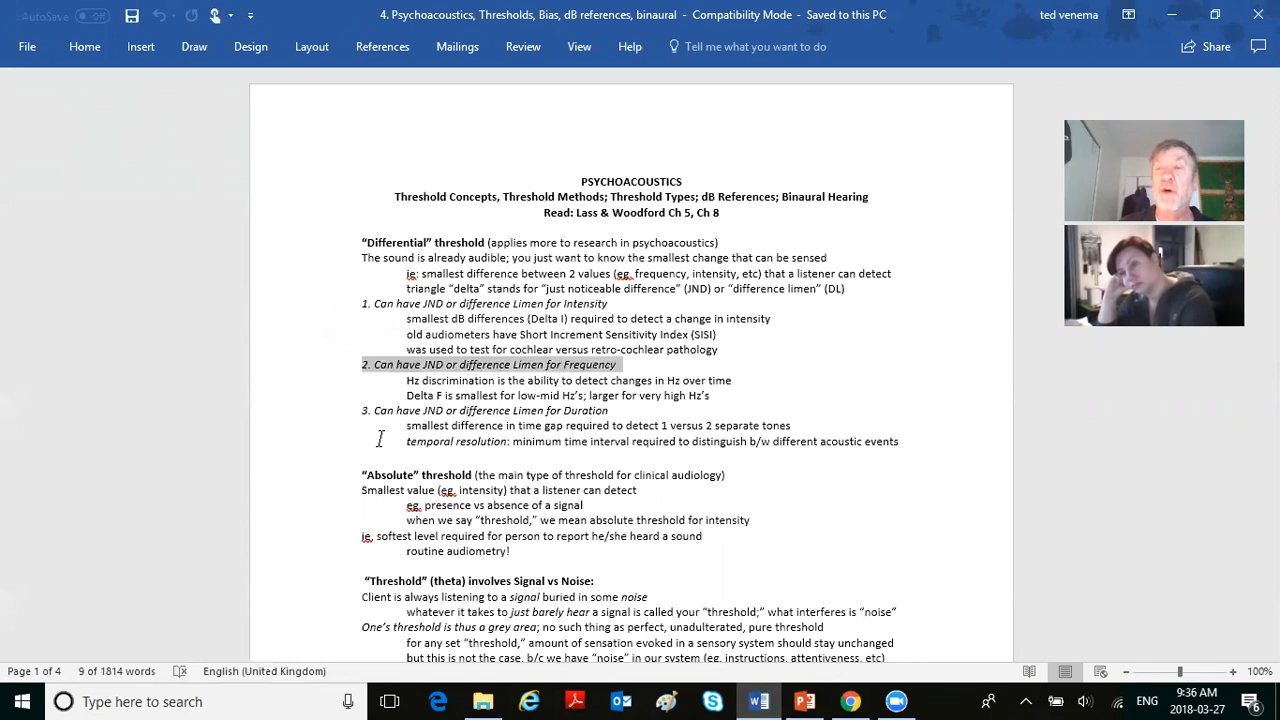 AutoSave Off
4. Psychoacoustics, Thresholds, Bias, dB references, binaural - Compatibility Mode - Saved to this PC
ted venema
File Home Insert Draw Design Layout References Mailings Review View Help Tell me what you want to do Share
PSYCHOACOUSTICS
Threshold Concepts, Threshold Methods; Threshold Types; dB References; Binaural Hearing
Read: Lass & Woodford Ch 5, Ch 8
“Differential” threshold (applies more to research in psychoacoustics)
The sound is already audible; you just want to know the smallest change that can be sensed
ie: smallest difference between 2 values (eg. frequency, intensity, etc) that a listener can detect
triangle “delta” stands for “just noticeable difference” (JND) or “difference limen” (DL)
1. Can have JND or difference Limen for Intensity
smallest dB differences (Delta I) required to detect a change in intensity
old audiometers have Short Increment Sensitivity Index (SISI)
was used to test for cochlear versus retro-cochlear pathology
2. Can have JND or difference Limen for Frequency
Hz discrimination is the ability to detect changes in Hz over time
Delta F is smallest for low-mid Hz’s; larger for very high Hz’s
3. Can have JND or difference Limen for Duration
smallest difference in time gap required to detect 1 versus 2 separate tones
temporal resolution: minimum time interval required to distinguish b/w different acoustic events
“Absolute” threshold (the main type of threshold for clinical audiology)
Smallest value (eg. intensity) that a listener can detect
eg. presence vs absence of a signal
when we say “threshold,” we mean absolute threshold for intensity
ie, softest level required for person to report he/she heard a sound
routine audiometry!
“Threshold” (theta) involves Signal vs Noise:
Client is always listening to a signal buried in some noise
whatever it takes to just barely hear a signal is called your “threshold;” what interferes is “noise”
One’s threshold is thus a grey area; no such thing as perfect, unadulterated, pure threshold
for any set “threshold,” amount of sensation evoked in a sensory system should stay unchanged
but this is not the case, b/c we have “noise” in our system (eg. instructions, attentiveness, etc)
Page 1 of 4 9 of 1814 words English (United Kingdom) 100%
Type here to search
ENG
9:36 AM
2018-03-27
6